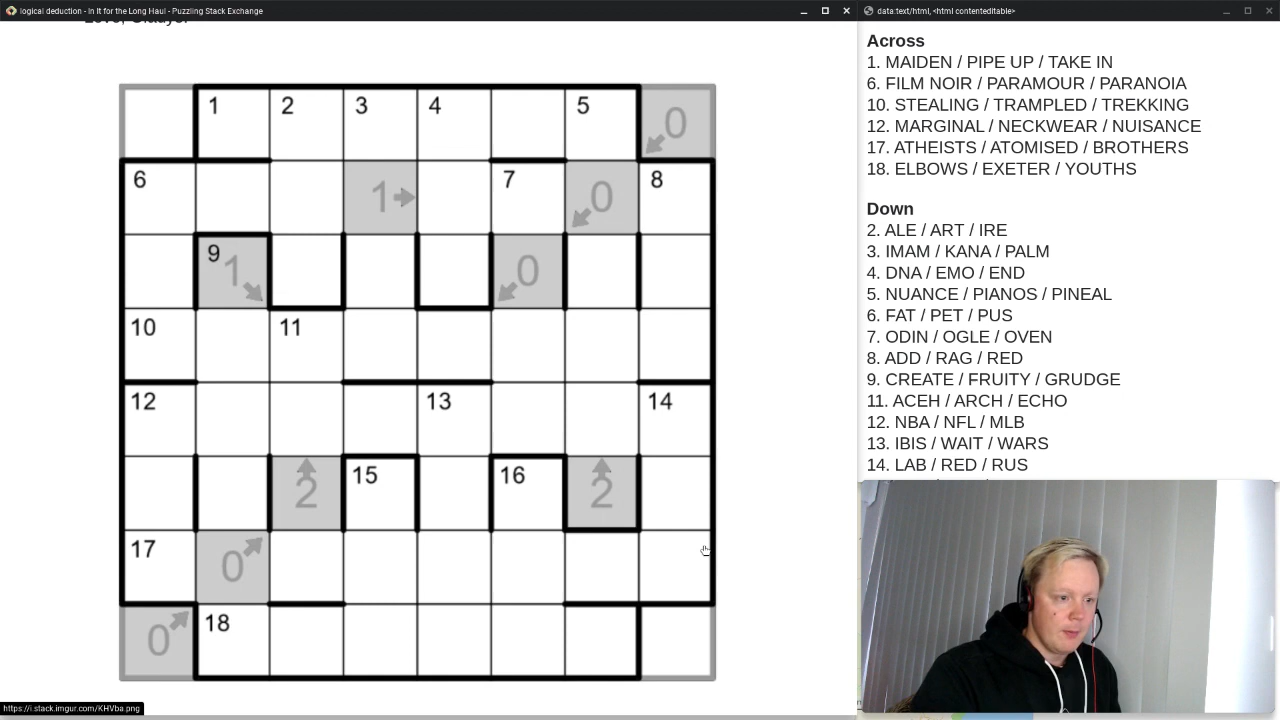 logical deduction - In It for the Long Haul - Puzzling Stack Exchange
data:text/html, <html contenteditable>
1 2 3 4 5 0
6 1 7 0 8
9 1 0
10 11
12 13 14
2 15 16 2
17 0
0 18
https://i.stack.imgur.com/KHVba.png
Across
1. MAIDEN / PIPE UP / TAKE IN
6. FILM NOIR / PARAMOUR / PARANOIA
10. STEALING / TRAMPLED / TREKKING
12. MARGINAL / NECKWEAR / NUISANCE
17. ATHEISTS / ATOMISED / BROTHERS
18. ELBOWS / EXETER / YOUTHS
Down
2. ALE / ART / IRE
3. IMAM / KANA / PALM
4. DNA / EMO / END
5. NUANCE / PIANOS / PINEAL
6. FAT / PET / PUS
7. ODIN / OGLE / OVEN
8. ADD / RAG / RED
9. CREATE / FRUITY / GRUDGE
11. ACEH / ARCH / ECHO
12. NBA / NFL / MLB
13. IBIS / WAIT / WARS
14. LAB / RED / RUS